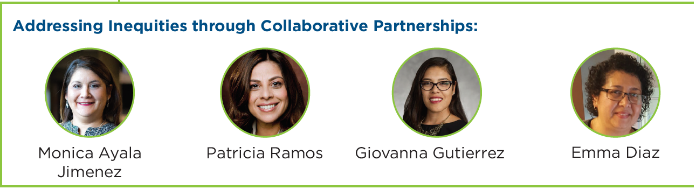 Addressing Inequities through Collaborative Partnerships:
Monica Ayala
Jimenez
Patricia Ramos
Giovanna Gutierrez
Emma Diaz